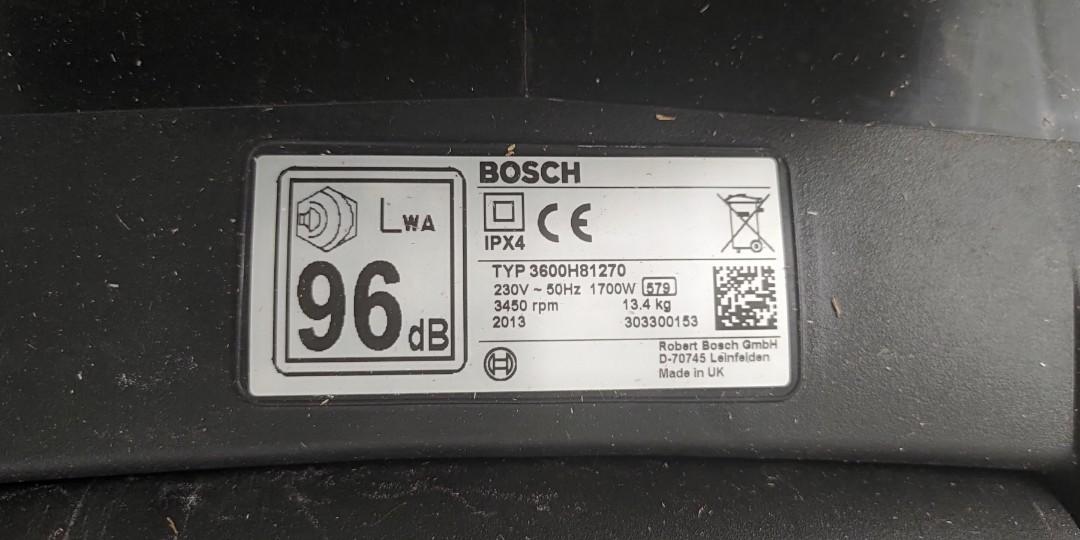 LWA
96 dB
BOSCH
IPX4
CE
TYP 3600H81270
230V ~ 50Hz 1700W 579
3450 rpm 13.4 kg
2013 303300153
Robert Bosch GmbH
D-70745 Leinfelden
Made in UK